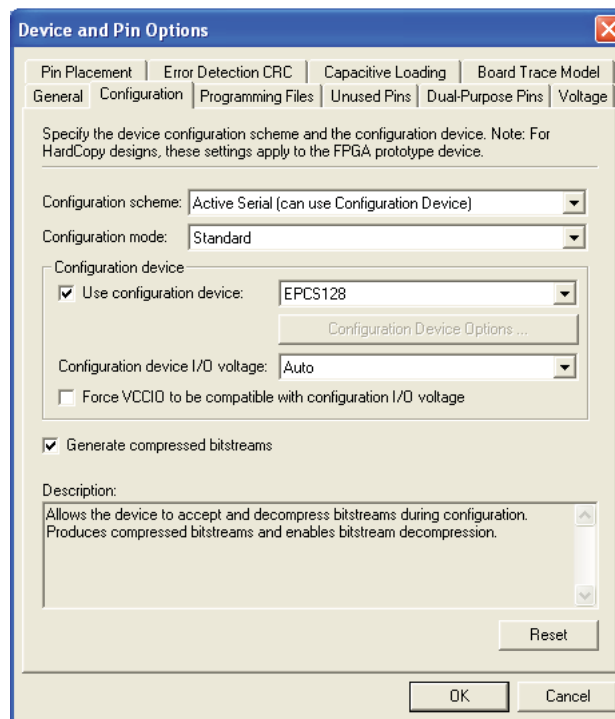 Device and Pin Options
Pin Placement
Error Detection CRC
Capacitive Loading
Board Trace Model
General
Configuration
Programming Files
Unused Pins
Dual-Purpose Pins
Voltage
Specify the device configuration scheme and the configuration device. Note: For
HardCopy designs, these settings apply to the FPGA prototype device.
Configuration scheme: Active Serial (can use Configuration Device)
Configuration mode: Standard
Configuration device
Use configuration device: EPCS128
Configuration Device Options ...
Configuration device I/O voltage: Auto
Force VCCIO to be compatible with configuration I/O voltage
Generate compressed bitstreams
Description:
Allows the device to accept and decompress bitstreams during configuration.
Produces compressed bitstreams and enables bitstream decompression.
Reset
OK
Cancel